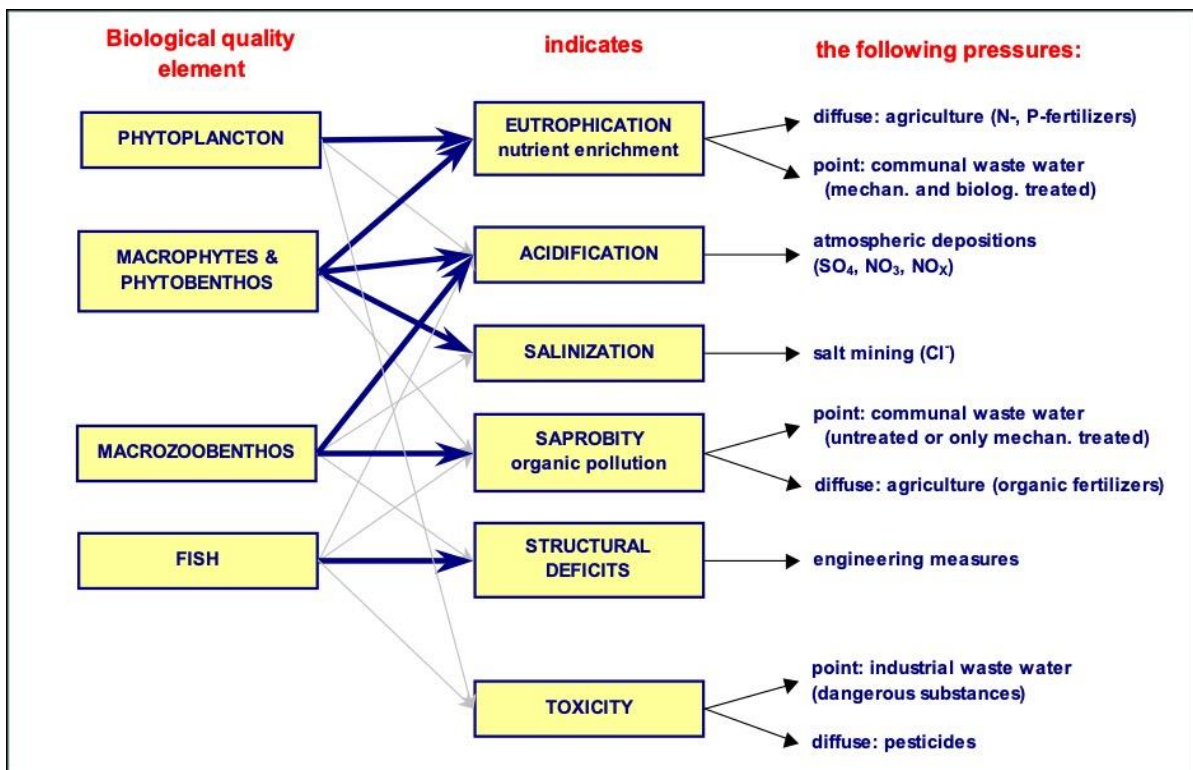 Biological quality
element
indicates
the following pressures:
PHYTOPLANCTON
EUTROPHICATION
nutrient enrichment
diffuse: agriculture (N-, P-fertilizers)
point: communal waste water
(mechan. and biolog. treated)
MACROPHYTES &
PHYTOBENTHOS
ACIDIFICATION
atmospheric depositions
(SO₄, NO₃, NOₓ)
SALINIZATION
salt mining (Cl⁻)
MACROZOOBENTHOS
SAPROBITY
organic pollution
point: communal waste water
(untreated or only mechan. treated)
diffuse: agriculture (organic fertilizers)
FISH
STRUCTURAL
DEFICITS
engineering measures
TOXICITY
point: industrial waste water
(dangerous substances)
diffuse: pesticides